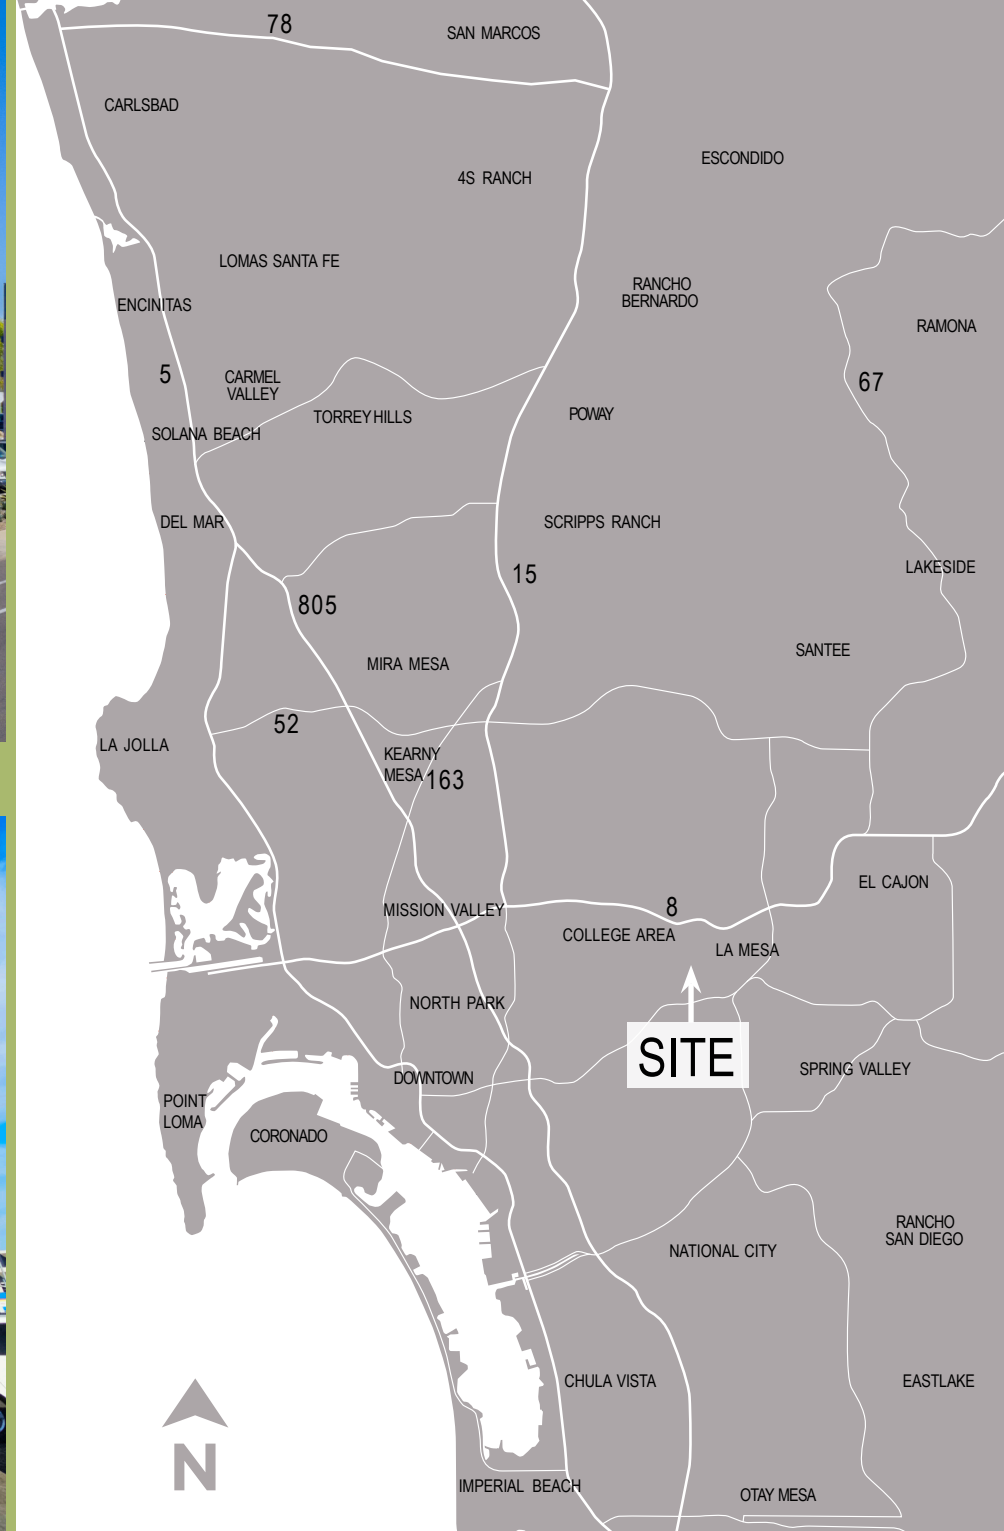 78
SAN MARCOS
CARLSBAD
ESCONDIDO
4S RANCH
LOMAS SANTA FE
RANCHO
BERNARDO
ENCINITAS
RAMONA
5
CARMEL
VALLEY
67
TORREY HILLS
POWAY
SOLANA BEACH
DEL MAR
SCRIPPS RANCH
15
LAKESIDE
805
MIRA MESA
SANTEE
52
LA JOLLA
KEARNY
MESA
163
EL CAJON
MISSION VALLEY
8
COLLEGE AREA
LA MESA
NORTH PARK
SITE
DOWNTOWN
SPRING VALLEY
POINT
LOMA
CORONADO
RANCHO
SAN DIEGO
NATIONAL CITY
CHULA VISTA
EASTLAKE
N
IMPERIAL BEACH
OTAY MESA